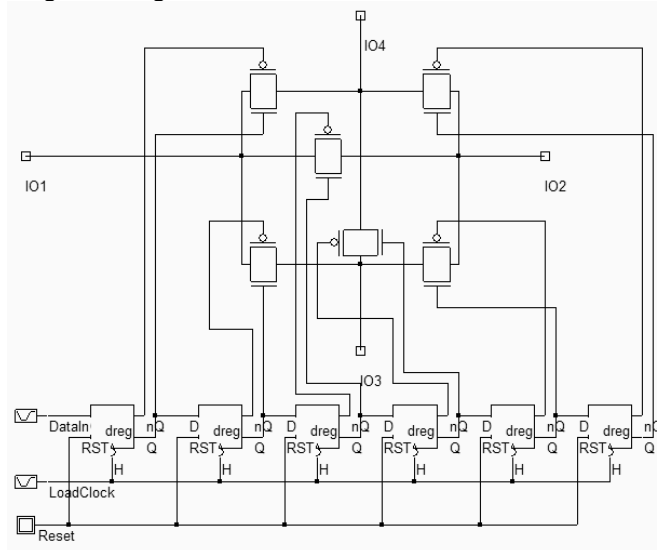 IO4
IO1
IO2
IO3
DataIn
dreg
nQ
RST
Q
H
D
dreg
nQ
RST
Q
H
D
dreg
nQ
RST
Q
H
D
dreg
nQ
RST
Q
H
D
dreg
nQ
RST
Q
H
D
dreg
nQ
RST
Q
H
LoadClock
Reset